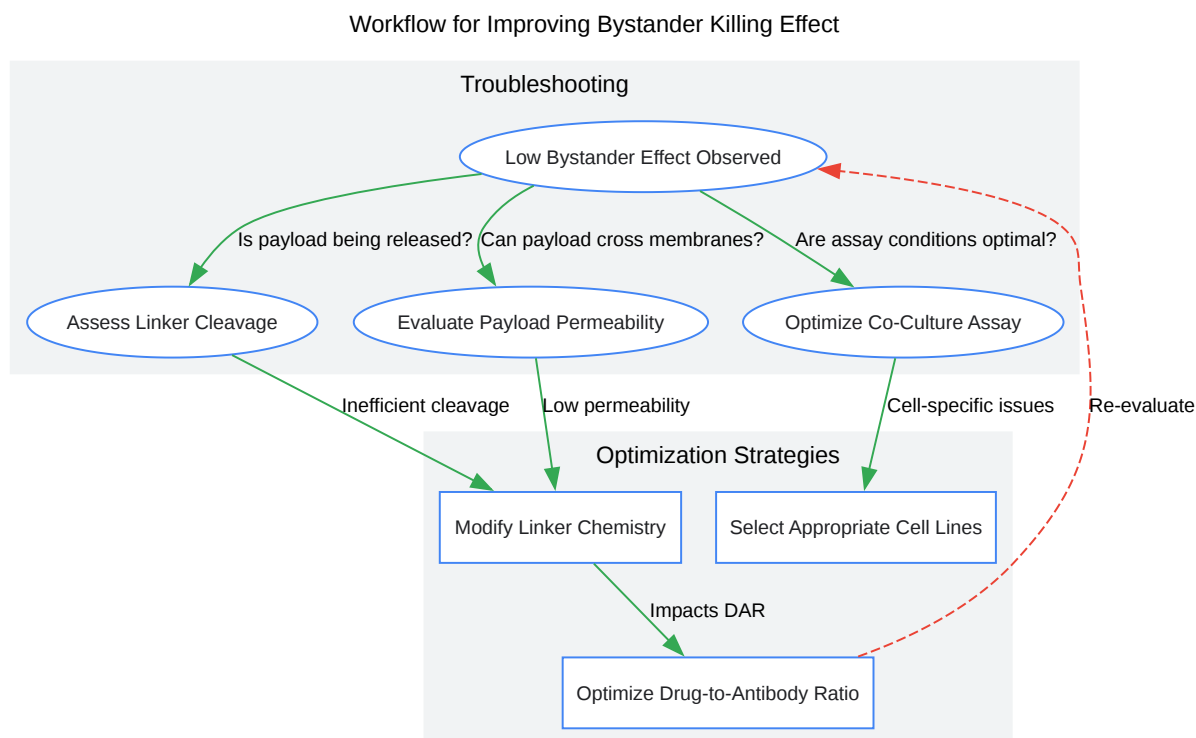 Workflow for Improving Bystander Killing Effect
Troubleshooting
Low Bystander Effect Observed
Is payload being released?
Can payload cross membranes?
Are assay conditions optimal?
Assess Linker Cleavage
Evaluate Payload Permeability
Optimize Co-Culture Assay
Inefficient cleavage
Low permeability
Cell-specific issues
Re-evaluate
Optimization Strategies
Modify Linker Chemistry
Select Appropriate Cell Lines
Impacts DAR
Optimize Drug-to-Antibody Ratio